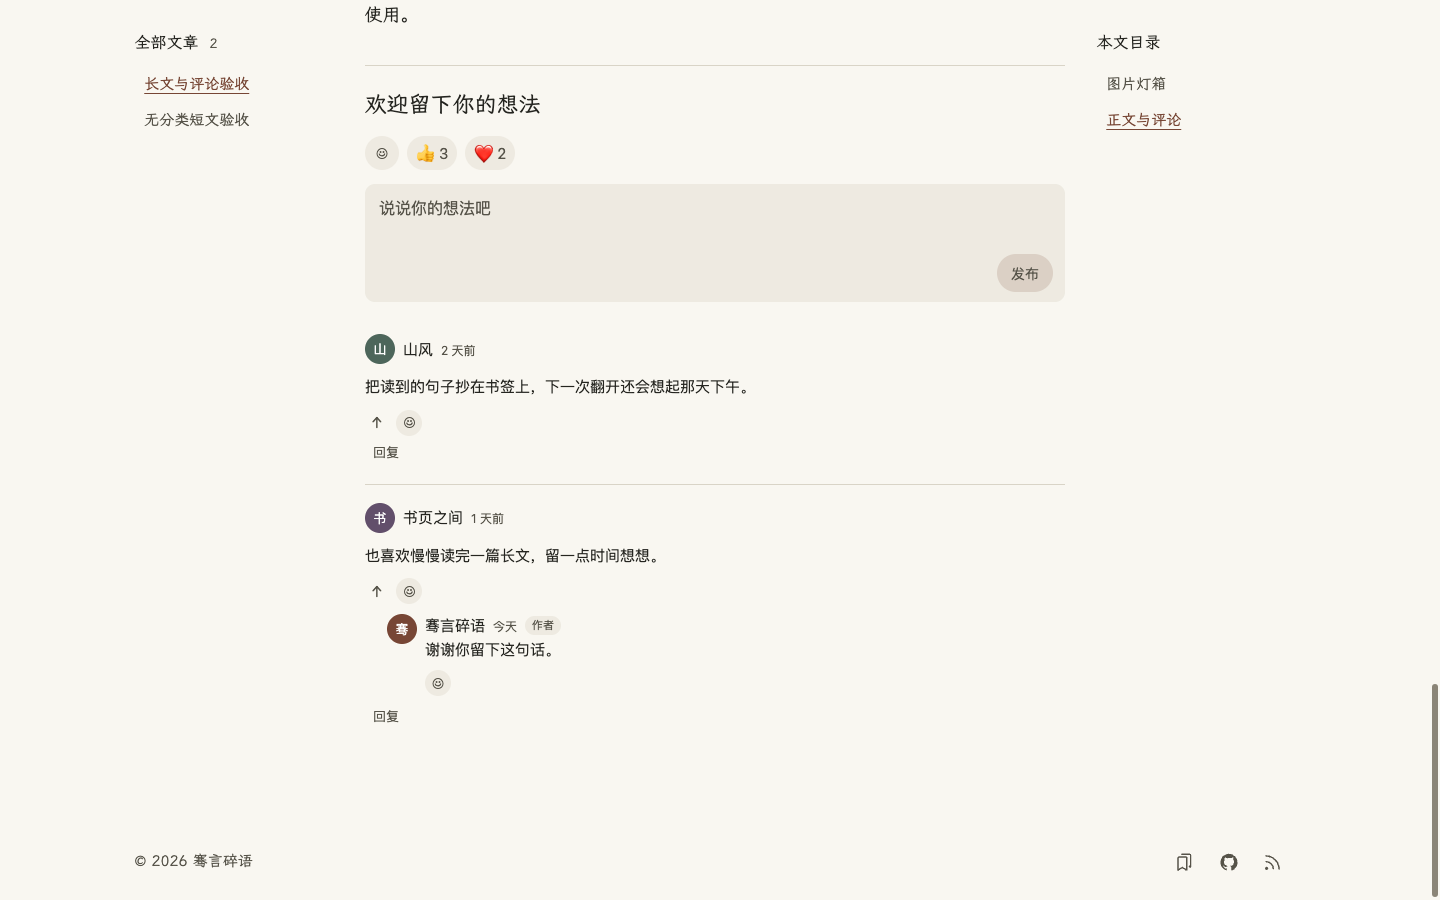 使用。
全部文章 2
长文与评论验收
无分类短文验收
本文目录
图片灯箱
正文与评论
欢迎留下你的想法
👍 3 ❤️ 2
说说你的想法吧
发布
山 山风 2 天前
把读到的句子抄在书签上，下一次翻开还会想起那天下午。
回复
书 书页之间 1 天前
也喜欢慢慢读完一篇长文，留一点时间想想。
骞 骞言碎语 今天 作者
谢谢你留下这句话。
回复
© 2026 骞言碎语